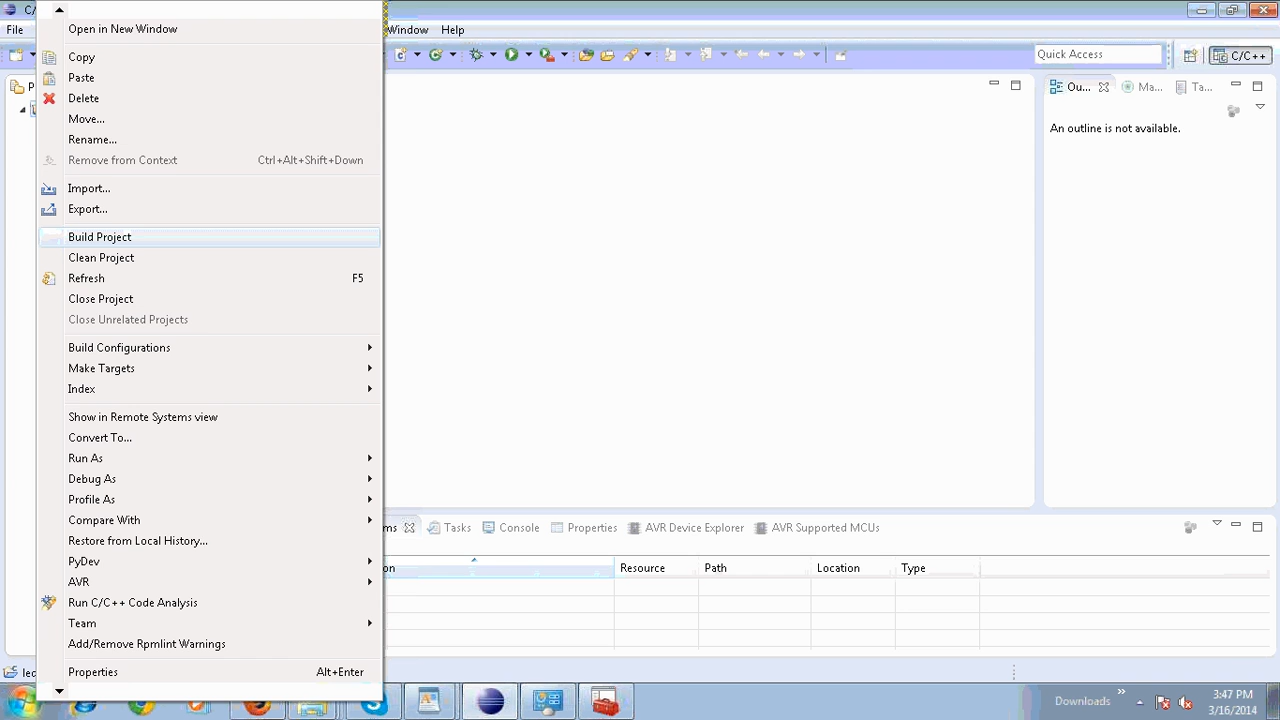 C/
File
Window
Help
Open in New Window
Copy
Paste
Delete
Move...
Rename...
Remove from Context Ctrl+Alt+Shift+Down
Import...
Export...
Build Project
Clean Project
Refresh F5
Close Project
Close Unrelated Projects
Build Configurations
Make Targets
Index
Show in Remote Systems view
Convert To...
Run As
Debug As
Profile As
Compare With
Restore from Local History...
PyDev
AVR
Run C/C++ Code Analysis
Team
Add/Remove Rpmlint Warnings
Properties Alt+Enter
Quick Access
C/C++
P
Ou...
Ma...
Ta...
An outline is not available.
ms
Tasks
Console
Properties
AVR Device Explorer
AVR Supported MCUs
on
Resource
Path
Location
Type
lec
Downloads
3:47 PM
3/16/2014